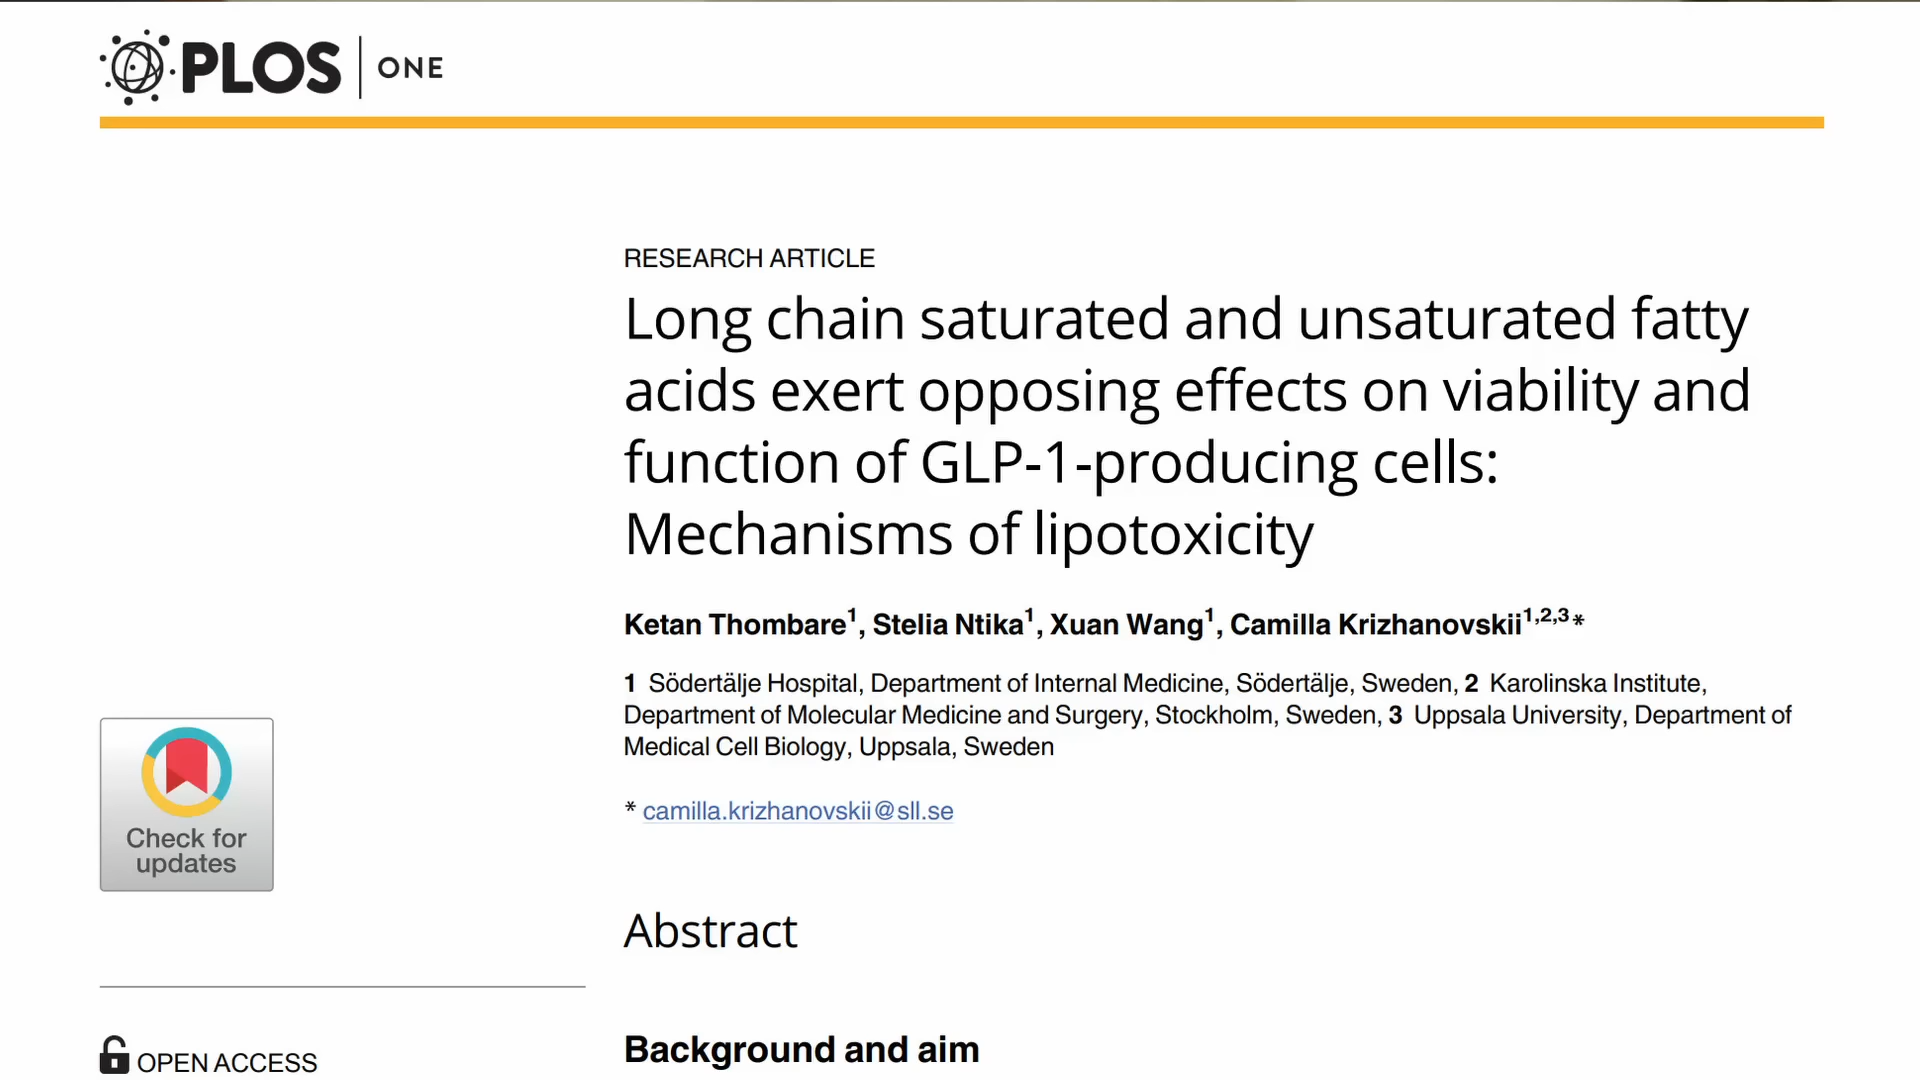 PLOS ONE
RESEARCH ARTICLE
Long chain saturated and unsaturated fatty
acids exert opposing effects on viability and
function of GLP-1-producing cells:
Mechanisms of lipotoxicity
Ketan Thombare1, Stelia Ntika1, Xuan Wang1, Camilla Krizhanovskii1,2,3*
1 Södertälje Hospital, Department of Internal Medicine, Södertälje, Sweden, 2 Karolinska Institute,
Department of Molecular Medicine and Surgery, Stockholm, Sweden, 3 Uppsala University, Department of
Medical Cell Biology, Uppsala, Sweden
* camilla.krizhanovskii@sll.se
Check for
updates
Abstract
OPEN ACCESS
Background and aim